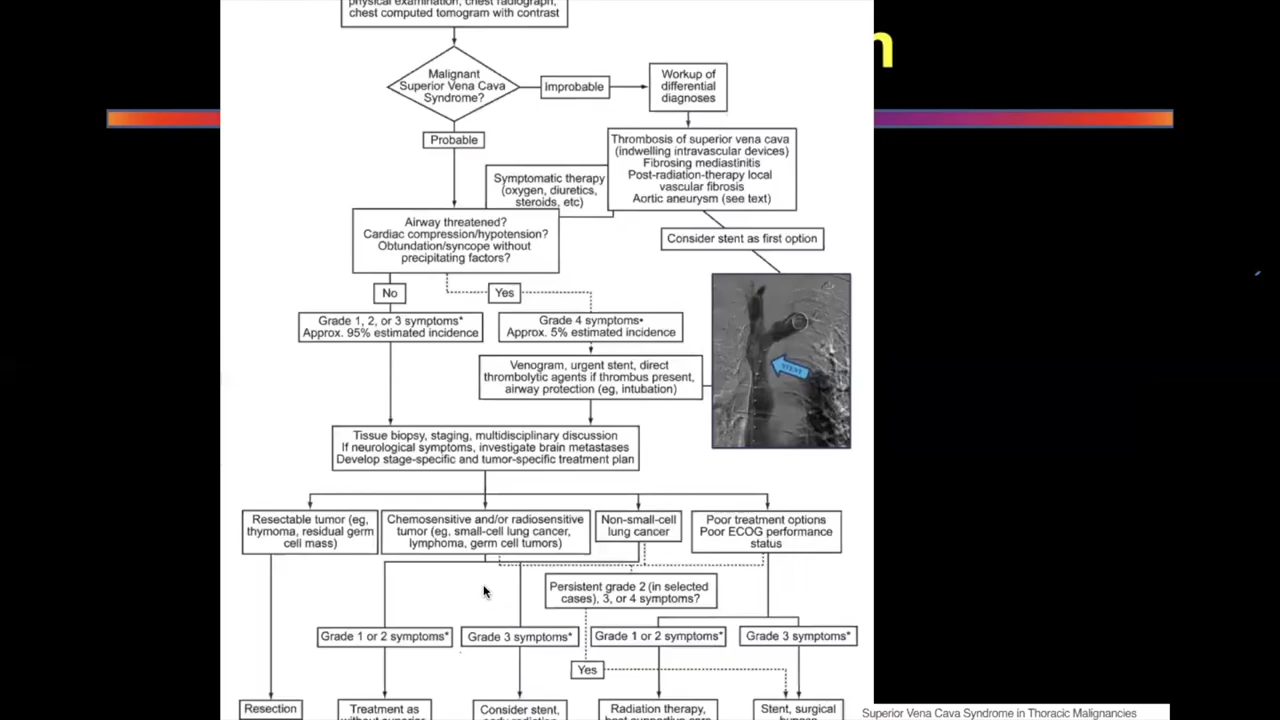 n
physical examination, chest radiograph,
chest computed tomogram with contrast
Malignant
Superior Vena Cava
Syndrome?
Improbable
Workup of
differential
diagnoses
Probable
Thrombosis of superior vena cava
(indwelling intravascular devices)
Fibrosing mediastinitis
Post-radiation-therapy local
vascular fibrosis
Aortic aneurysm (see text)
Symptomatic therapy
(oxygen, diuretics,
steroids, etc)
Airway threatened?
Cardiac compression/hypotension?
Obtundation/syncope without
precipitating factors?
Consider stent as first option
No
Yes
Grade 1, 2, or 3 symptoms*
Approx. 95% estimated incidence
Grade 4 symptoms•
Approx. 5% estimated incidence
Venogram, urgent stent, direct
thrombolytic agents if thrombus present,
airway protection (eg, intubation)
STENT
Tissue biopsy, staging, multidisciplinary discussion
If neurological symptoms, investigate brain metastases
Develop stage-specific and tumor-specific treatment plan
Resectable tumor (eg,
thymoma, residual germ
cell mass)
Chemosensitive and/or radiosensitive
tumor (eg, small-cell lung cancer,
lymphoma, germ cell tumors)
Non-small-cell
lung cancer
Poor treatment options
Poor ECOG performance
status
Persistent grade 2 (in selected
cases), 3, or 4 symptoms?
Grade 1 or 2 symptoms*
Grade 3 symptoms*
Grade 1 or 2 symptoms*
Grade 3 symptoms*
Yes
Resection
Treatment as
without superior
Consider stent,
early radiation
Radiation therapy,
best supportive care
Stent, surgical
bypass
Superior Vena Cava Syndrome in Thoracic Malignancies